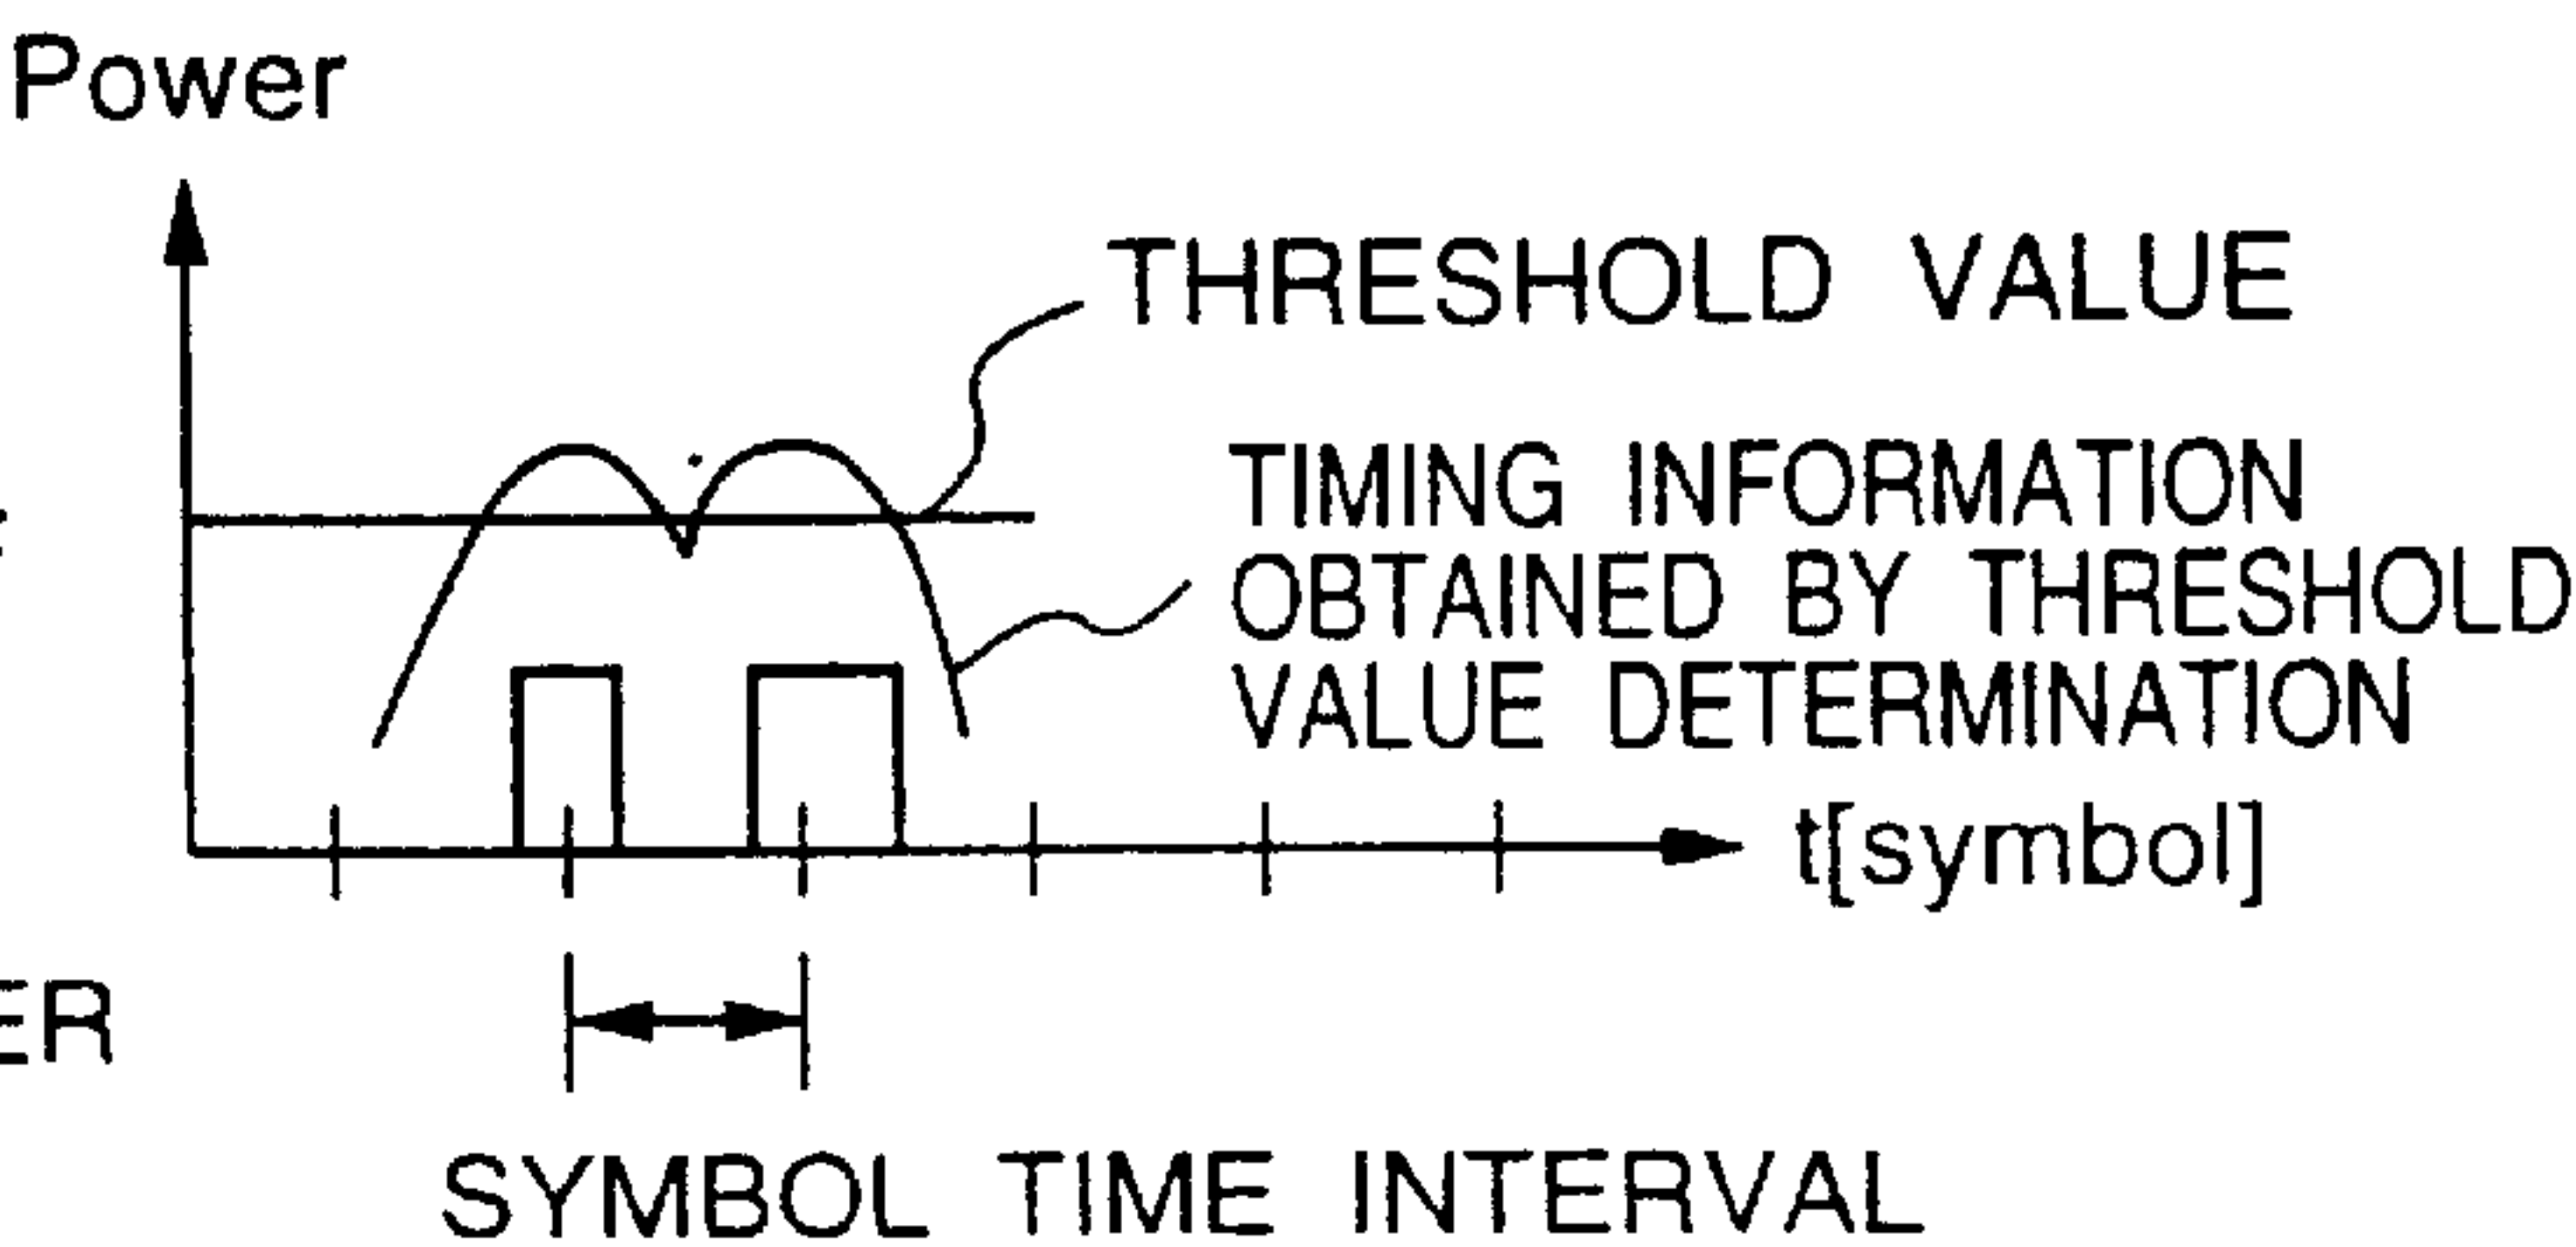 Power
THRESHOLD VALUE
TIMING INFORMATION
OBTAINED BY THRESHOLD
VALUE DETERMINATION
t[symbol]
ER
SYMBOL TIME INTERVAL